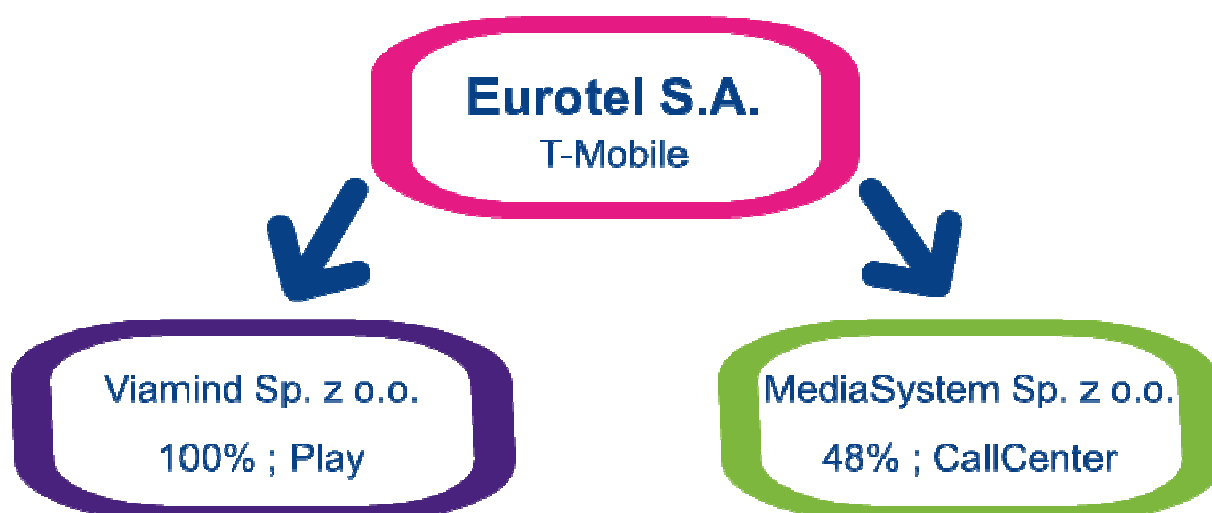 Eurotel S.A.
T-Mobile
Viamind Sp. z o.o.
100% ; Play
MediaSystem Sp. z o.o.
48% ; CallCenter